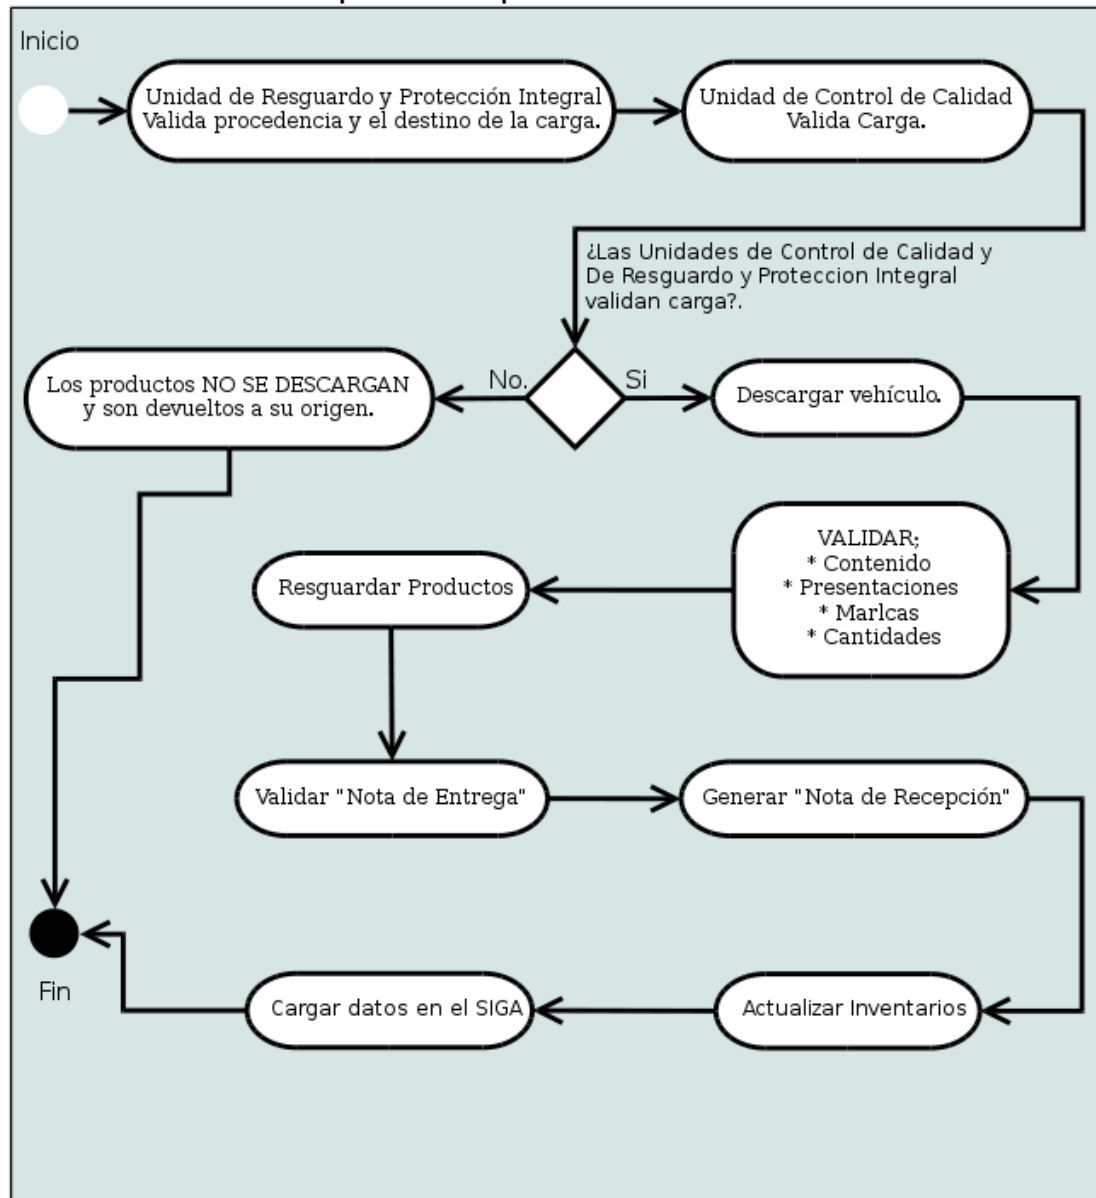 Inicio
Unidad de Resguardo y Protección Integral
Valida procedencia y el destino de la carga.
Unidad de Control de Calidad
Valida Carga.
¿Las Unidades de Control de Calidad y
De Resguardo y Proteccion Integral
validan carga?.
No.
Si
Los productos NO SE DESCARGAN
y son devueltos a su origen.
Descargar vehículo.
VALIDAR;
* Contenido
* Presentaciones
* Marlcas
* Cantidades
Resguardar Productos
Validar "Nota de Entrega"
Generar "Nota de Recepción"
Actualizar Inventarios
Cargar datos en el SIGA
Fin